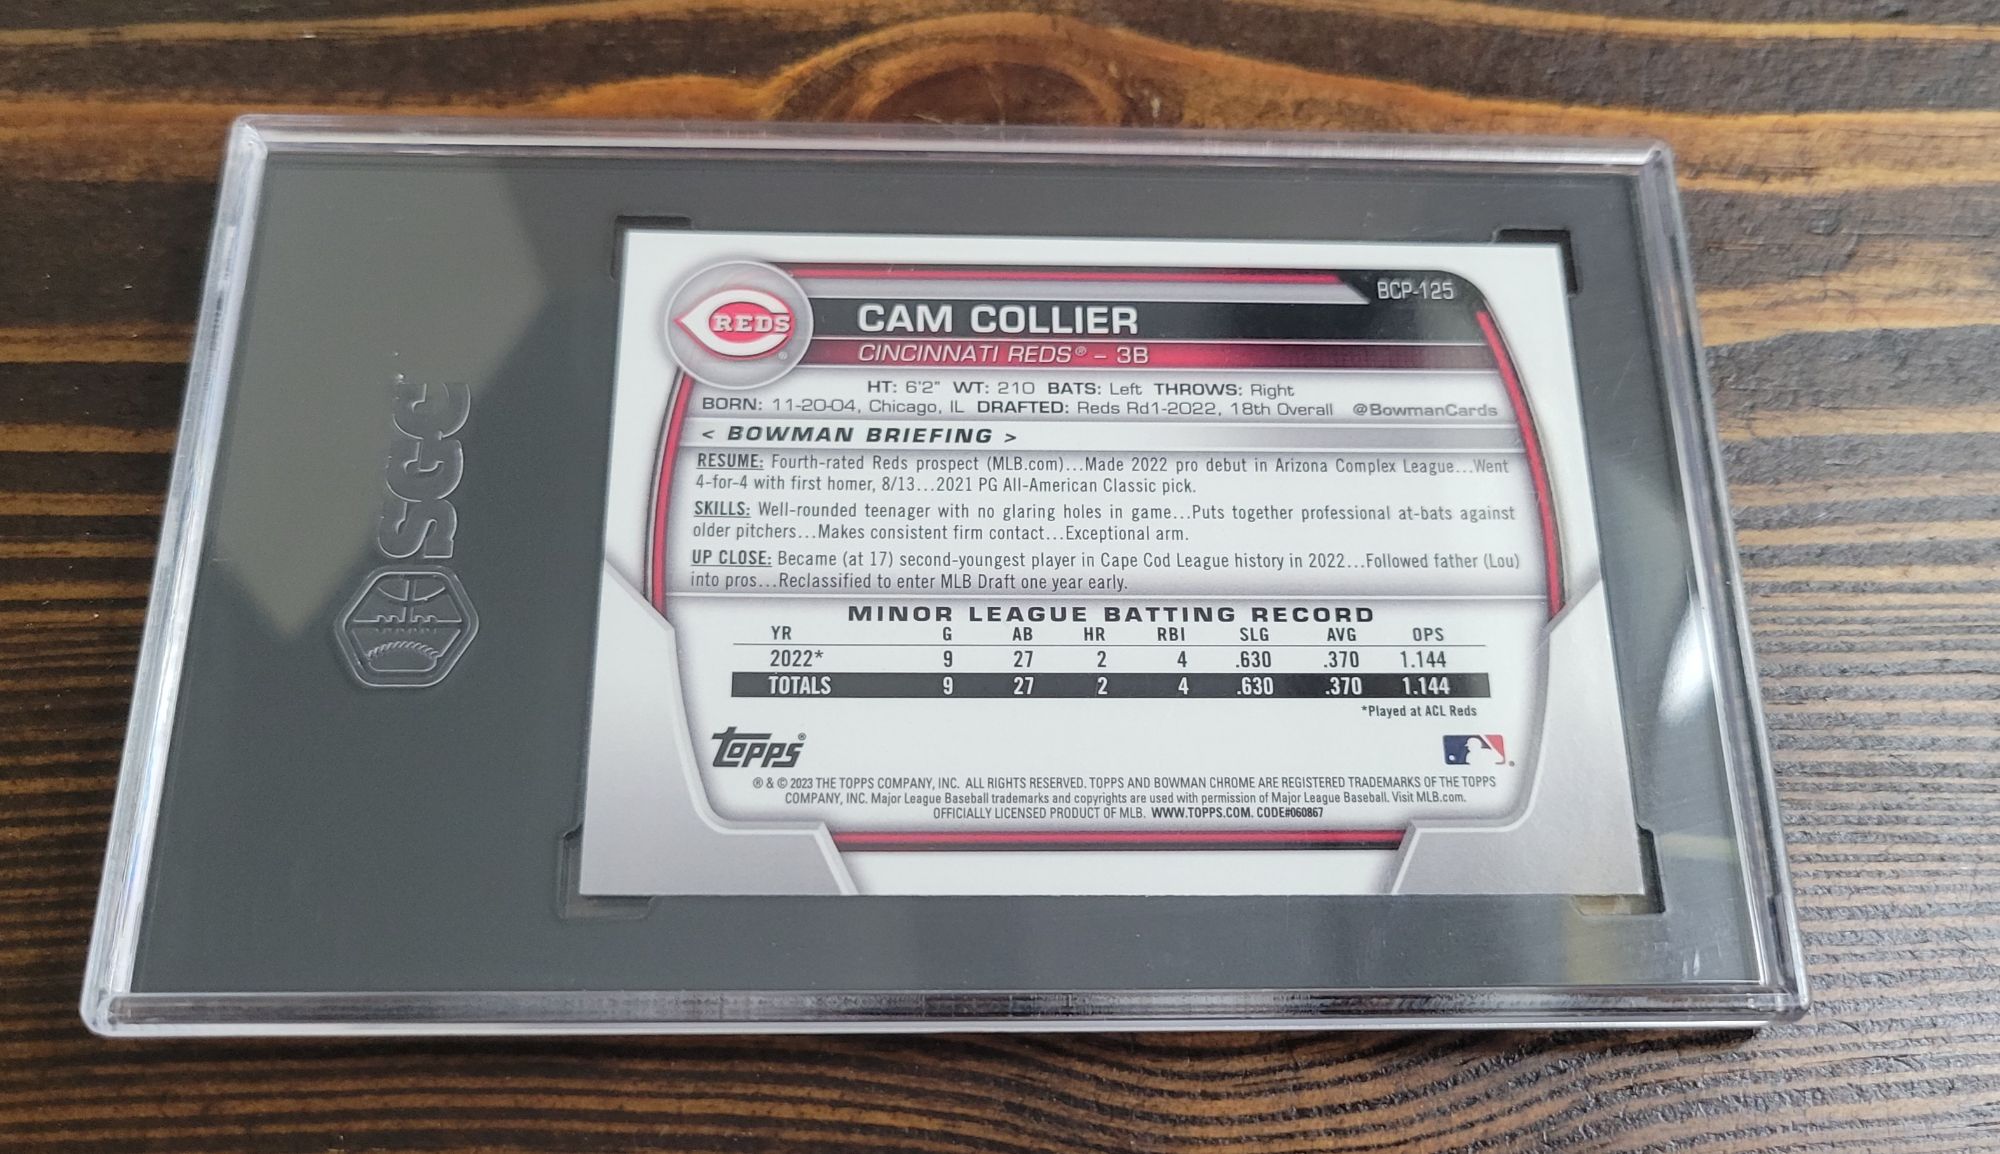 SGC
REDS®
BCP-125
CAM COLLIER
CINCINNATI REDS® – 3B
HT: 6'2" WT: 210 BATS: Left THROWS: Right
BORN: 11-20-04, Chicago, IL DRAFTED: Reds Rd1-2022, 18th Overall @BowmanCards
< BOWMAN BRIEFING >
RESUME: Fourth-rated Reds prospect (MLB.com)...Made 2022 pro debut in Arizona Complex League...Went
4-for-4 with first homer, 8/13...2021 PG All-American Classic pick.
SKILLS: Well-rounded teenager with no glaring holes in game...Puts together professional at-bats against
older pitchers...Makes consistent firm contact...Exceptional arm.
UP CLOSE: Became (at 17) second-youngest player in Cape Cod League history in 2022...Followed father (Lou)
into pros...Reclassified to enter MLB Draft one year early.
MINOR LEAGUE BATTING RECORD
YR G AB HR RBI SLG AVG OPS
2022* 9 27 2 4 .630 .370 1.144
TOTALS 9 27 2 4 .630 .370 1.144
*Played at ACL Reds
Topps®
® & © 2023 THE TOPPS COMPANY, INC. ALL RIGHTS RESERVED. TOPPS AND BOWMAN CHROME ARE REGISTERED TRADEMARKS OF THE TOPPS
COMPANY, INC. Major League Baseball trademarks and copyrights are used with permission of Major League Baseball. Visit MLB.com.
OFFICIALLY LICENSED PRODUCT OF MLB. WWW.TOPPS.COM. CODE#060867